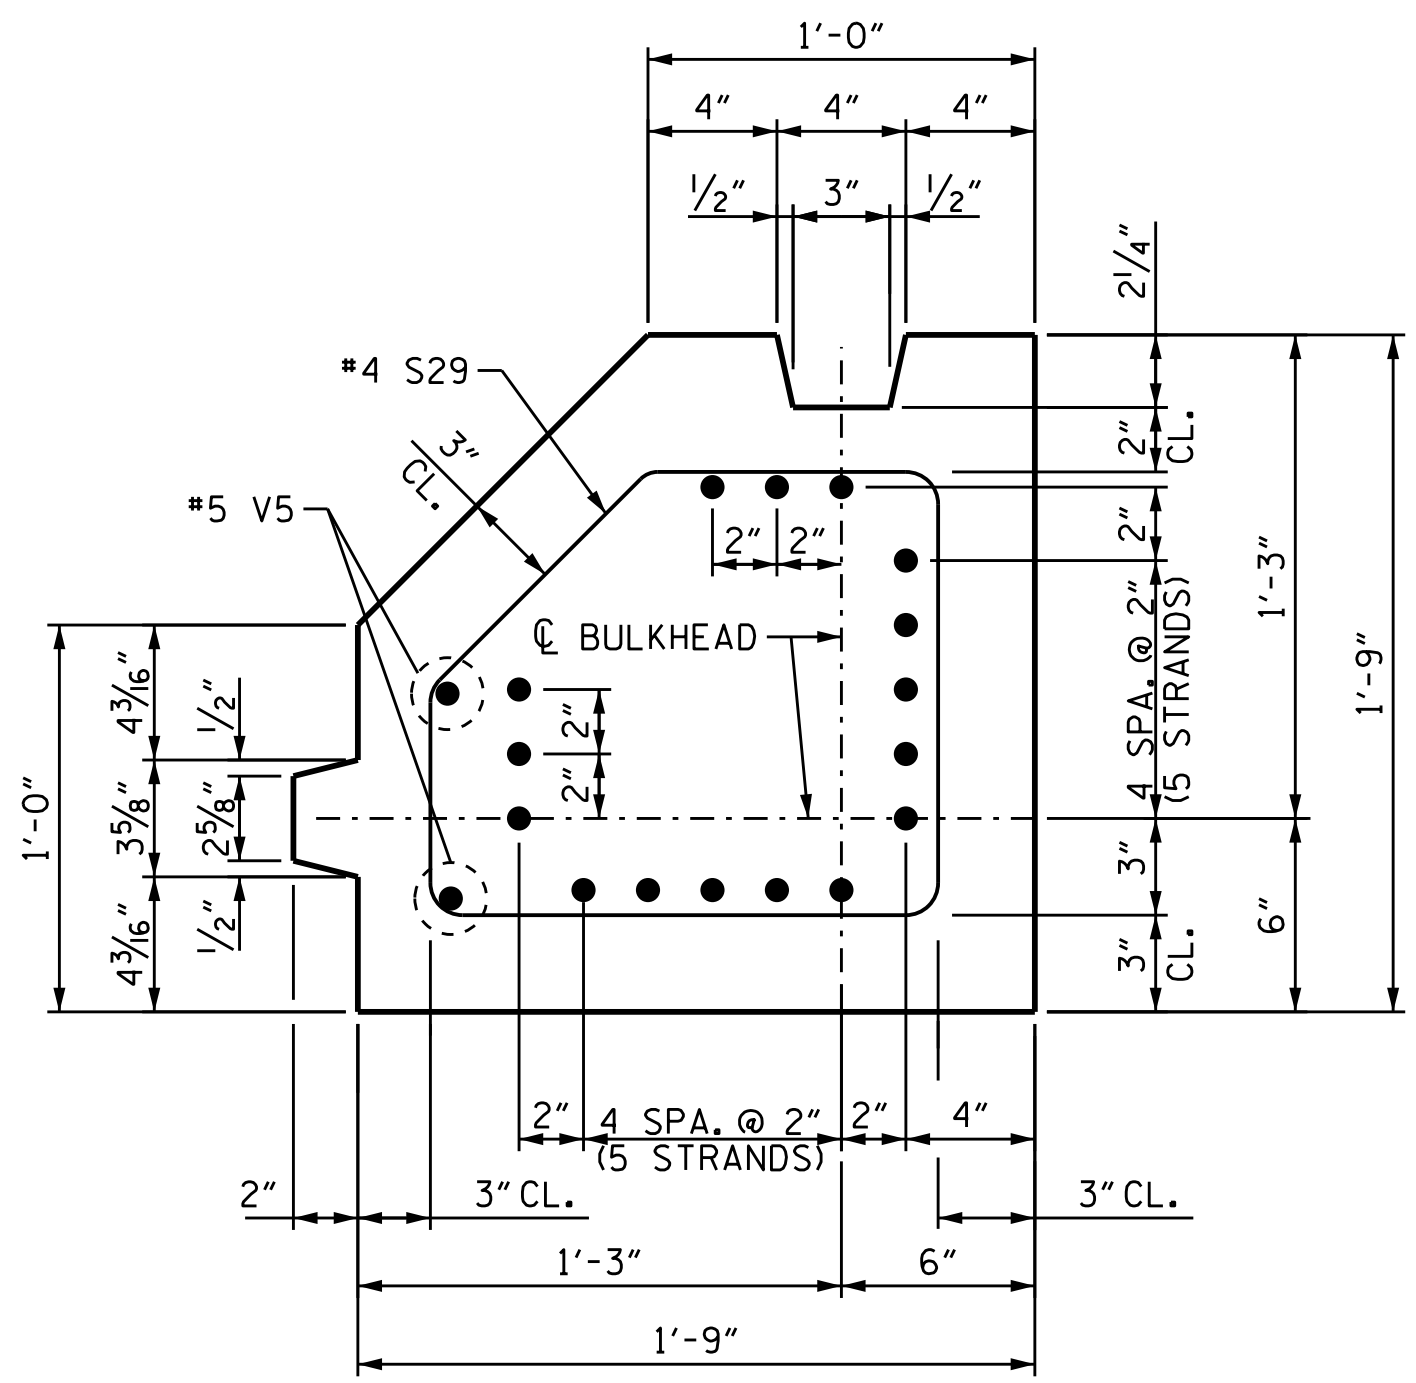 1'-0"
4" 4" 4"
1/2" 3" 1/2"
2 1/4"
#4 S29
2" CL.
3" CL.
#5 V5
2" 2"
2"
1'-3"
4 SPA. @ 2"
(5 STRANDS)
℄ BULKHEAD
1'-9"
4 3/16"
1/2"
2"
2"
1'-0"
3 5/8"
2 5/8"
3"
4 3/16"
1/2"
6"
3" CL.
2" 4 SPA. @ 2" 2" 4"
(5 STRANDS)
2" 3" CL. 3" CL.
1'-3" 6"
1'-9"